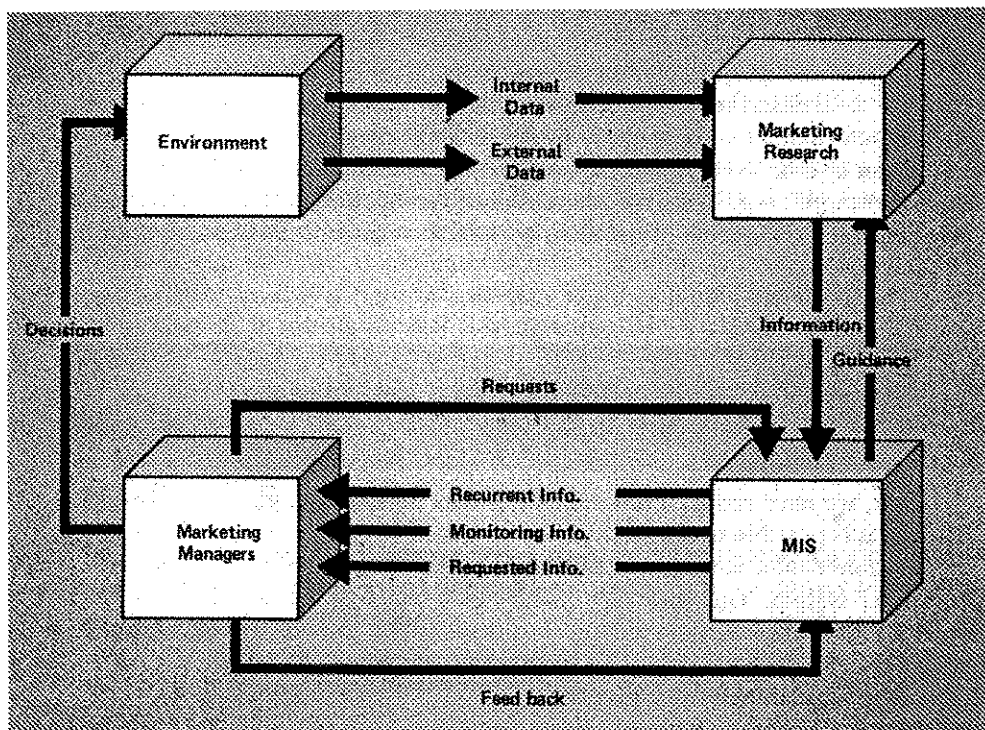 Internal
Data
Environment
Marketing
Research
External
Data
Decisions
Information
Guidance
Requests
Recurrent Info.
Marketing
Managers
Monitoring Info.
MIS
Requested Info.
Feed back